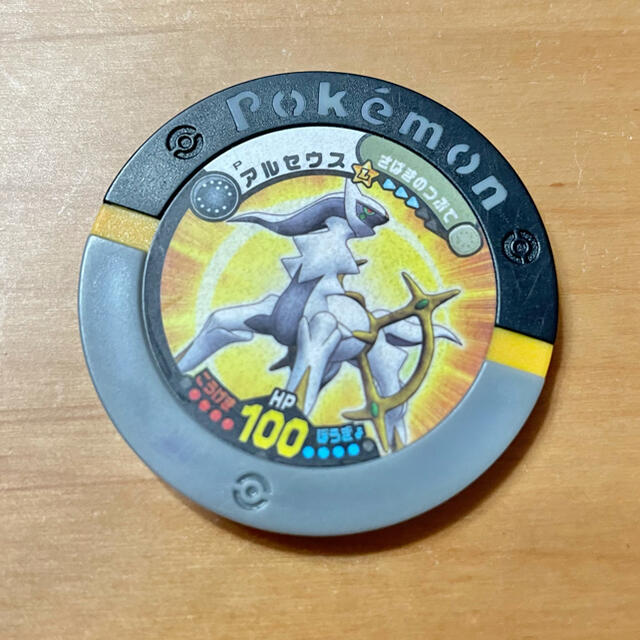 Pokémon
P
アルセウス
L
さばきのつぶて
こうげき
HP
100
ぼうぎょ